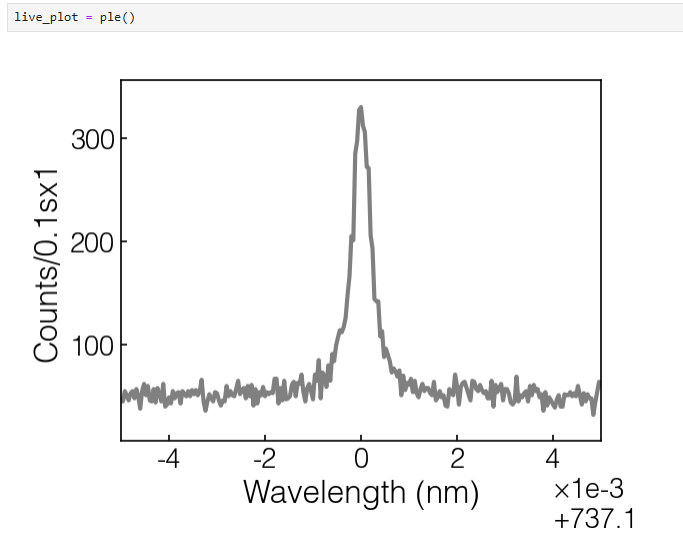 live_plot = ple()
300
200
100
Counts/0.1sx1
-4 -2 0 2 4
Wavelength (nm)
×1e-3
+737.1